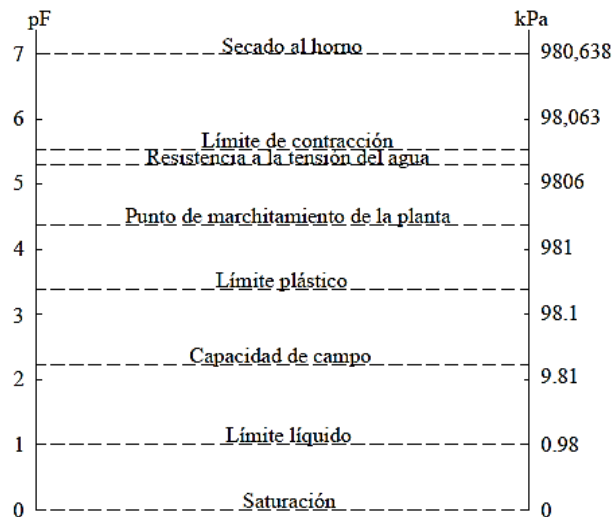 pF kPa
7 Secado al horno 980,638
6 98,063
Límite de contracción
Resistencia a la tensión del agua
5 9806
Punto de marchitamiento de la planta
4 981
Límite plástico
3 98.1
Capacidad de campo
2 9.81
1 Límite líquido 0.98
Saturación
0 0